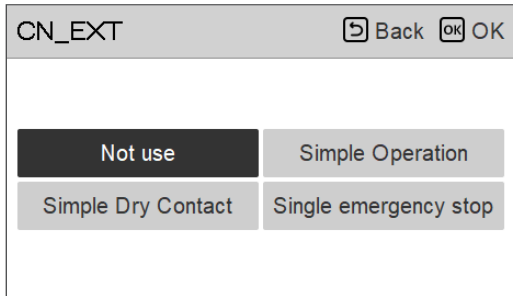 CN_EXT Back OK OK
Not use Simple Operation
Simple Dry Contact Single emergency stop